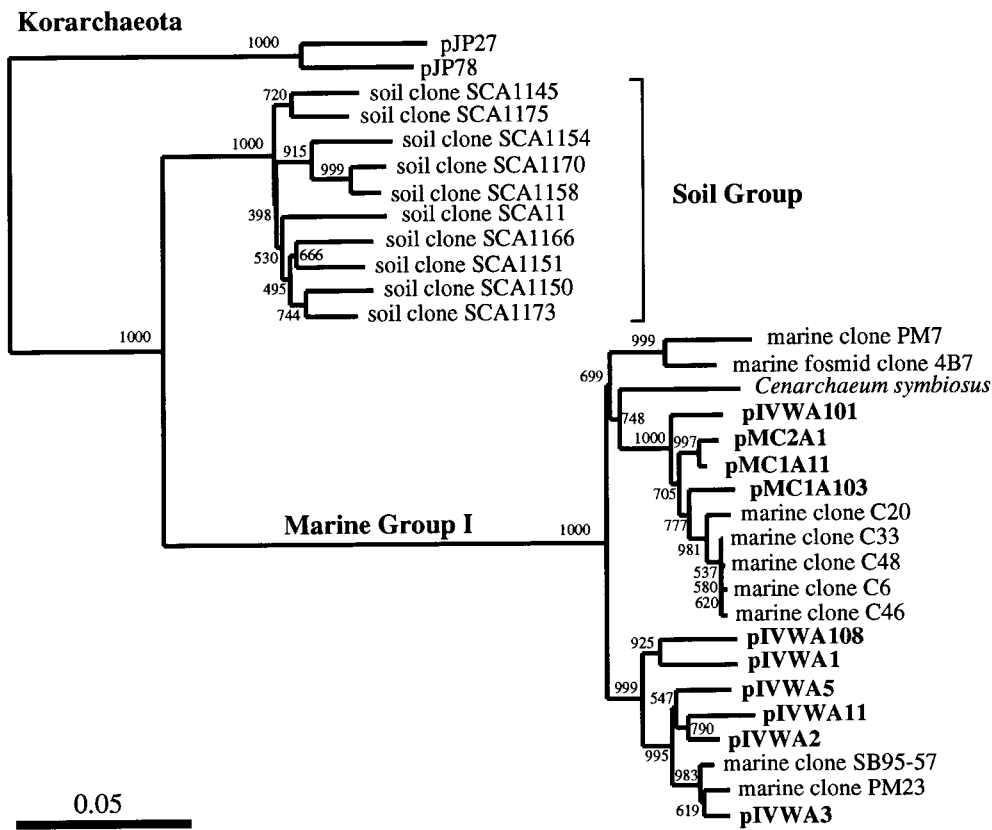 Korarchaeota
1000
pJP27
pJP78
720
soil clone SCA1145
soil clone SCA1175
1000
915
soil clone SCA1154
999
soil clone SCA1170
soil clone SCA1158
398
soil clone SCA11
530
666
soil clone SCA1166
soil clone SCA1151
495
soil clone SCA1150
744
soil clone SCA1173
Soil Group
1000
999
marine clone PM7
marine fosmid clone 4B7
699
Cenarchaeum symbiosus
748
pIVWA101
1000
997
pMC2A1
pMC1A11
705
pMC1A103
777
marine clone C20
981
marine clone C33
537
marine clone C48
580
marine clone C6
620
marine clone C46
Marine Group I
1000
925
pIVWA108
pIVWA1
999
547
pIVWA5
pIVWA11
790
pIVWA2
995
983
marine clone SB95-57
marine clone PM23
619
pIVWA3
0.05